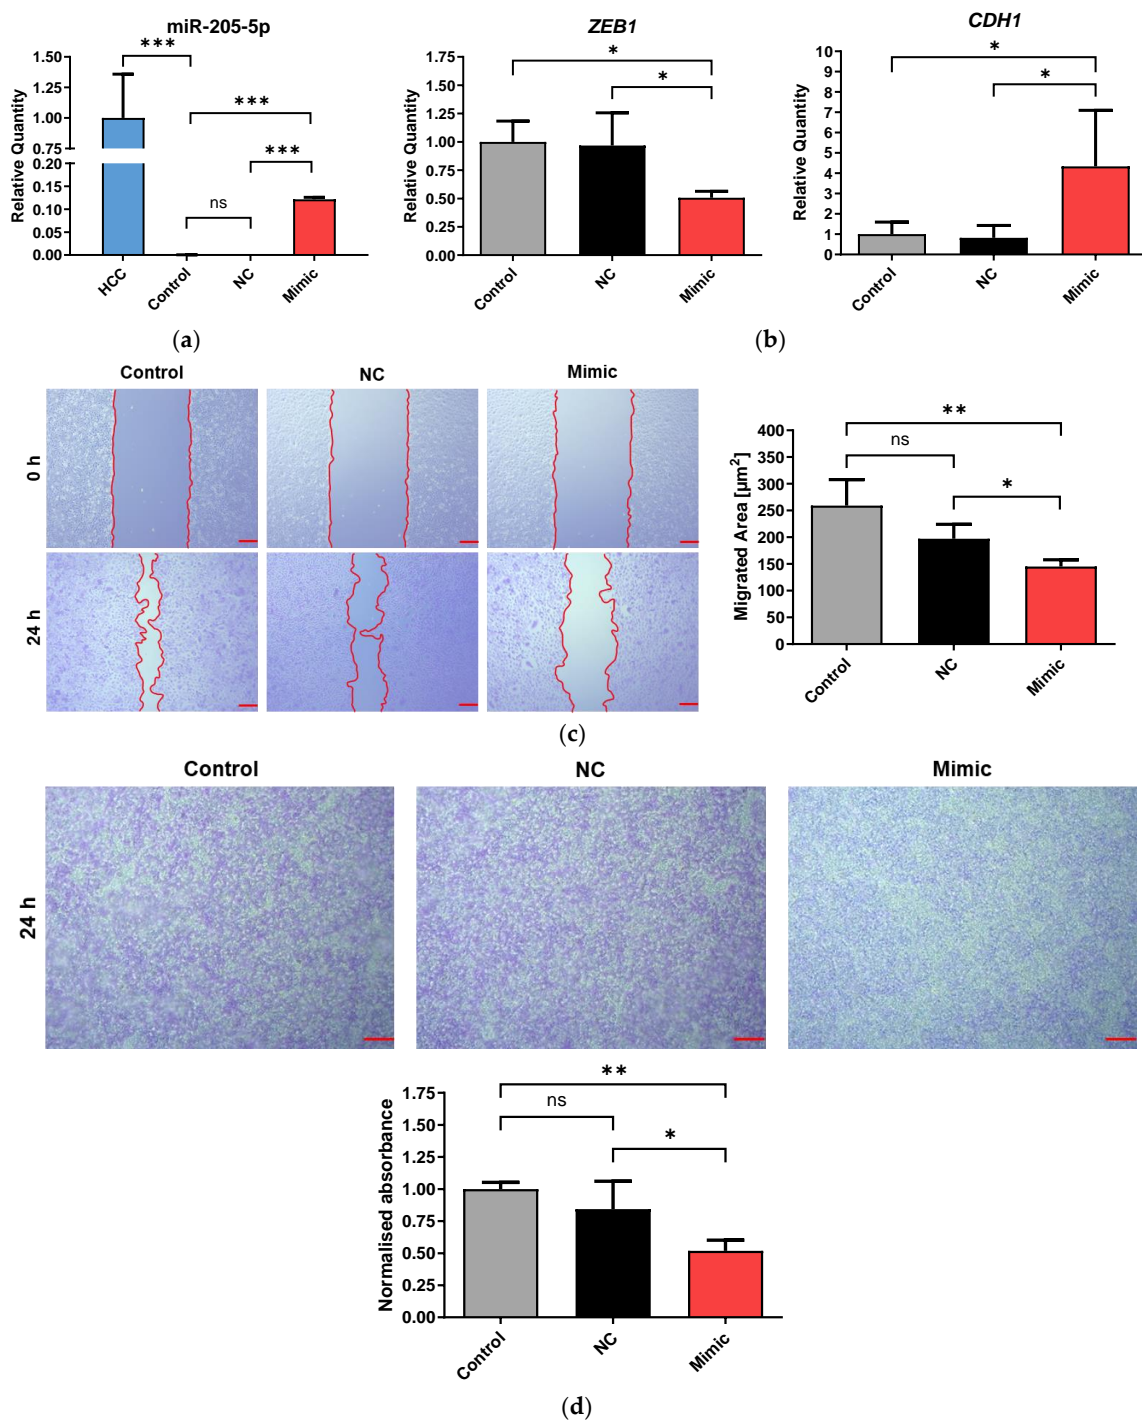 miR-205-5p
Relative Quantity
1.50
1.25
1.00
0.75
0.20
0.15
0.10
0.05
0.00
***
***
***
ns
HCC
Control
NC
Mimic
(a)
ZEB1
Relative Quantity
1.75
1.50
1.25
1.00
0.75
0.50
0.25
0.00
*
*
Control
NC
Mimic
CDH1
Relative Quantity
10
9
8
7
6
5
4
3
2
1
0
*
*
Control
NC
Mimic
(b)
Control
NC
Mimic
0 h
24 h
Migrated Area [µm²]
400
350
300
250
200
150
100
50
0
**
ns
*
Control
NC
Mimic
(c)
Control
NC
Mimic
24 h
Normalised absorbance
1.75
1.50
1.25
1.00
0.75
0.50
0.25
0.00
**
ns
*
Control
NC
Mimic
(d)